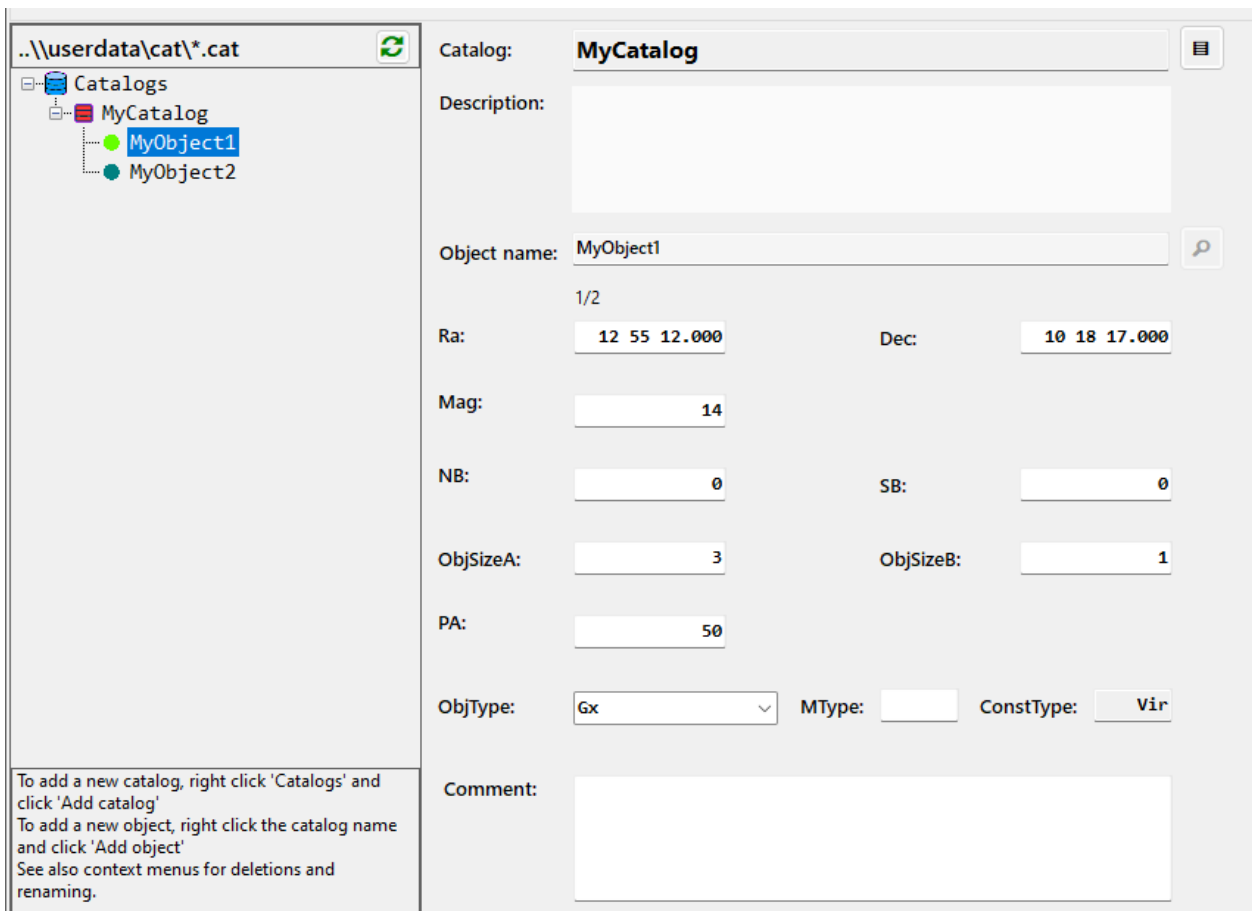 ..\\userdata\cat\*.cat
Catalogs
MyCatalog
MyObject1
MyObject2
To add a new catalog, right click 'Catalogs' and
click 'Add catalog'
To add a new object, right click the catalog name
and click 'Add object'
See also context menus for deletions and
renaming.
Catalog: MyCatalog
Description:
Object name: MyObject1
1/2
Ra: 12 55 12.000 Dec: 10 18 17.000
Mag: 14
NB: 0 SB: 0
ObjSizeA: 3 ObjSizeB: 1
PA: 50
ObjType: Gx MType: ConstType: Vir
Comment: